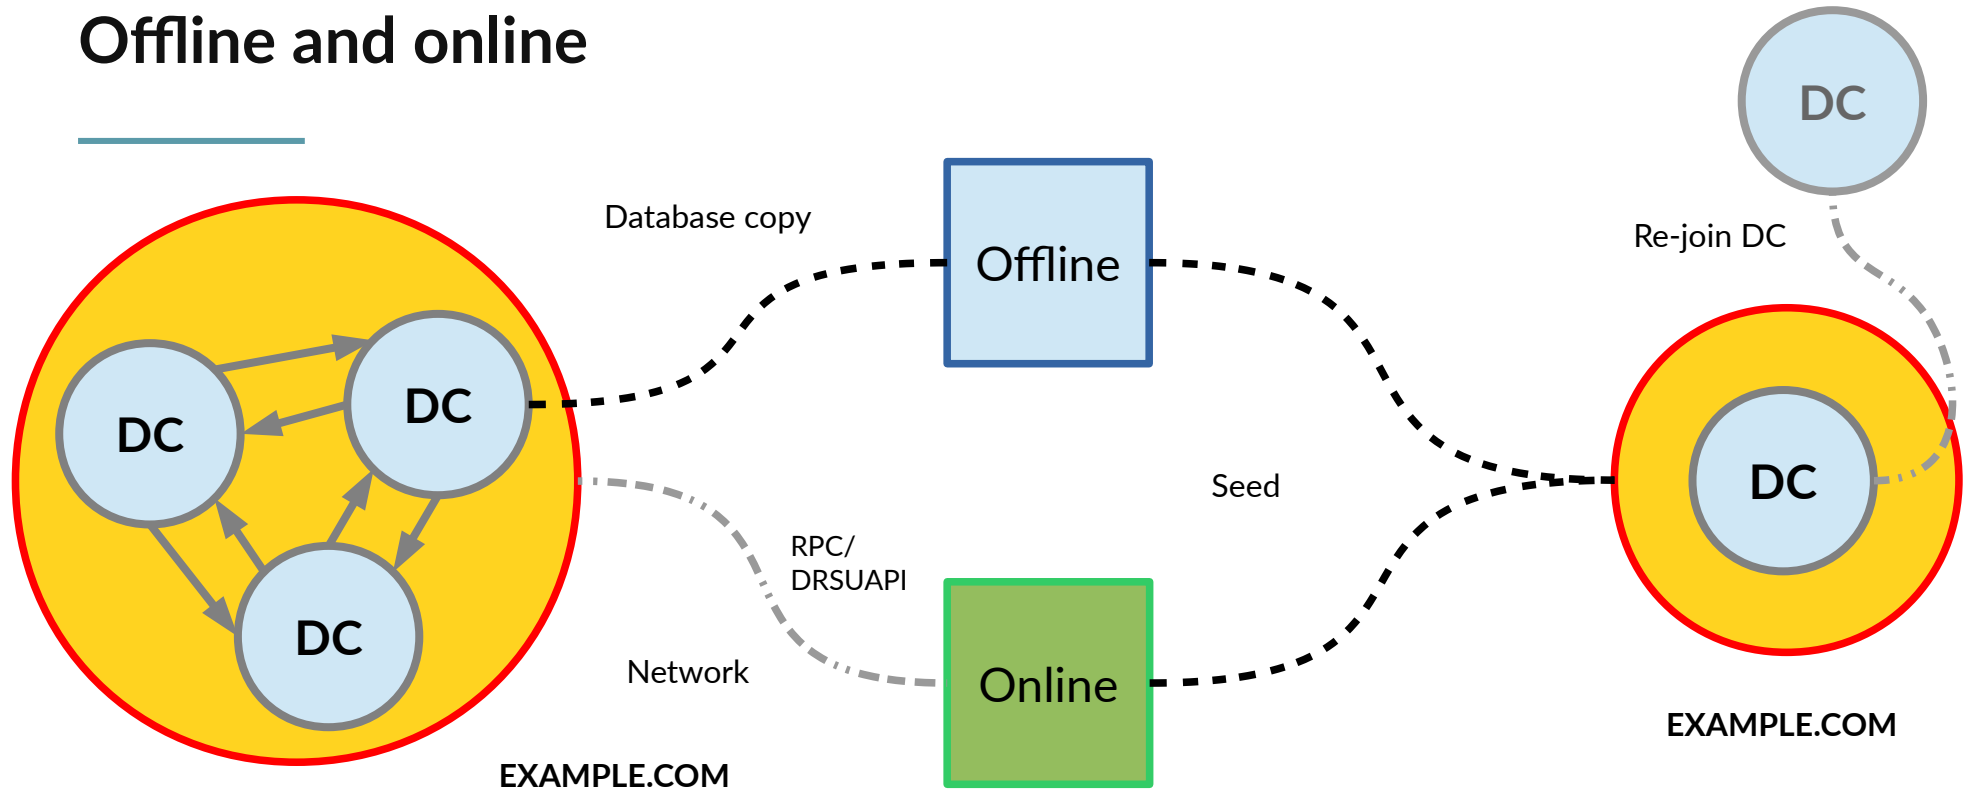 Offline and online
DC
Database copy
Offline
Re-join DC
DC
DC
DC
Seed
DC
RPC/
DRSUAPI
Network
Online
EXAMPLE.COM
EXAMPLE.COM